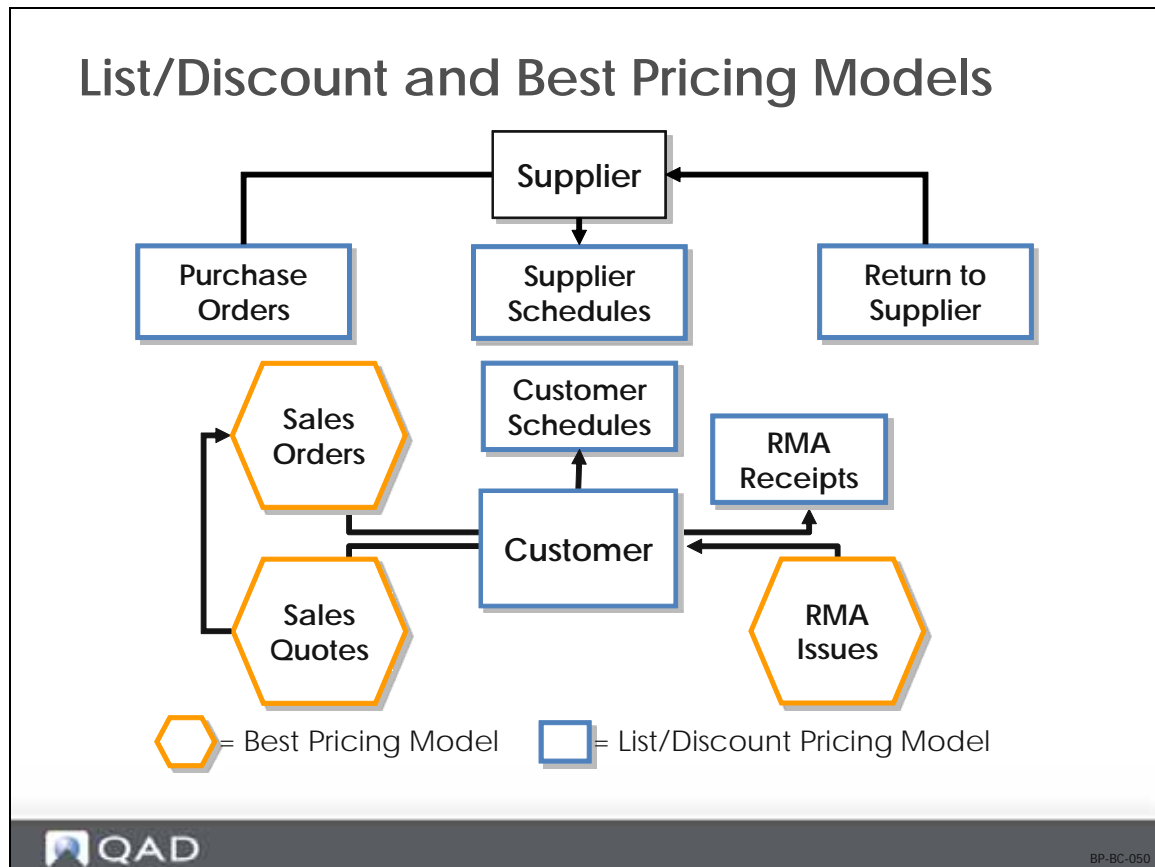 List/Discount and Best Pricing Models
Supplier
Purchase
Orders
Supplier
Schedules
Return to
Supplier
Sales
Orders
Customer
Schedules
RMA
Receipts
Customer
Sales
Quotes
RMA
Issues
= Best Pricing Model
= List/Discount Pricing Model
QAD
BP-BC-050